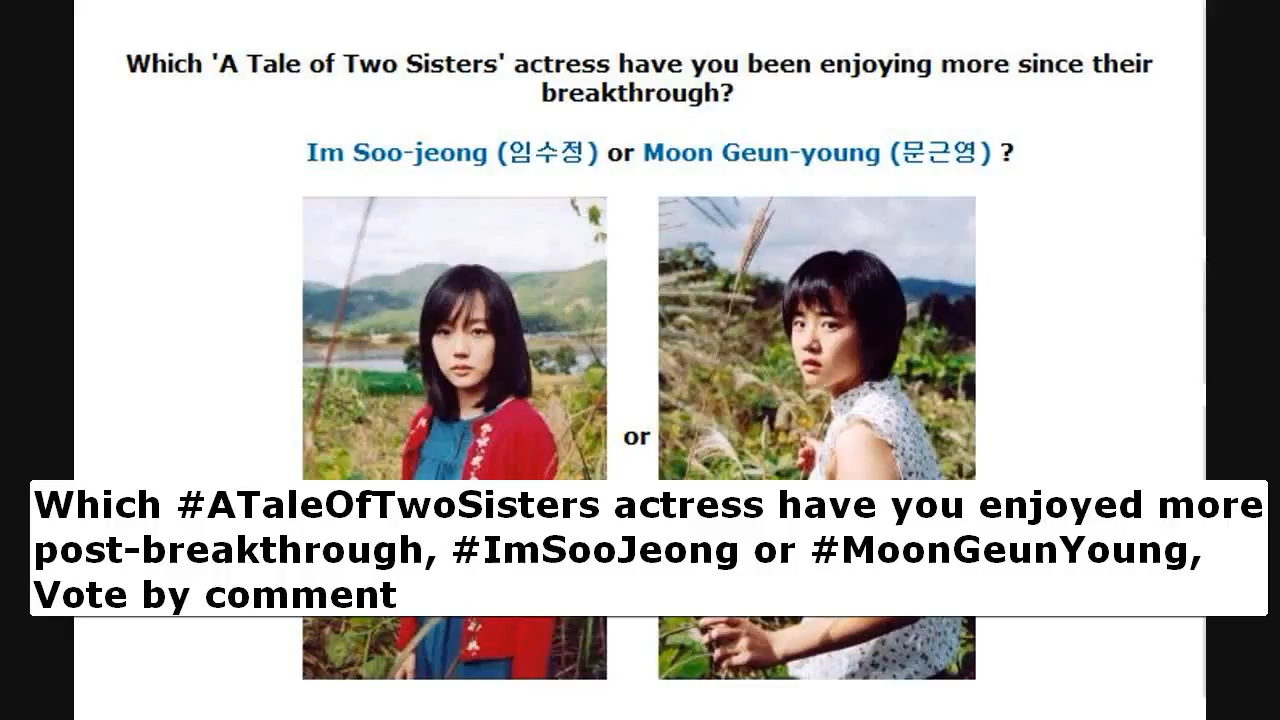 Which 'A Tale of Two Sisters' actress have you been enjoying more since their
breakthrough?
Im Soo-jeong (임수정) or Moon Geun-young (문근영) ?
or
Which #ATaleOfTwoSisters actress have you enjoyed more
post-breakthrough, #ImSooJeong or #MoonGeunYoung,
Vote by comment